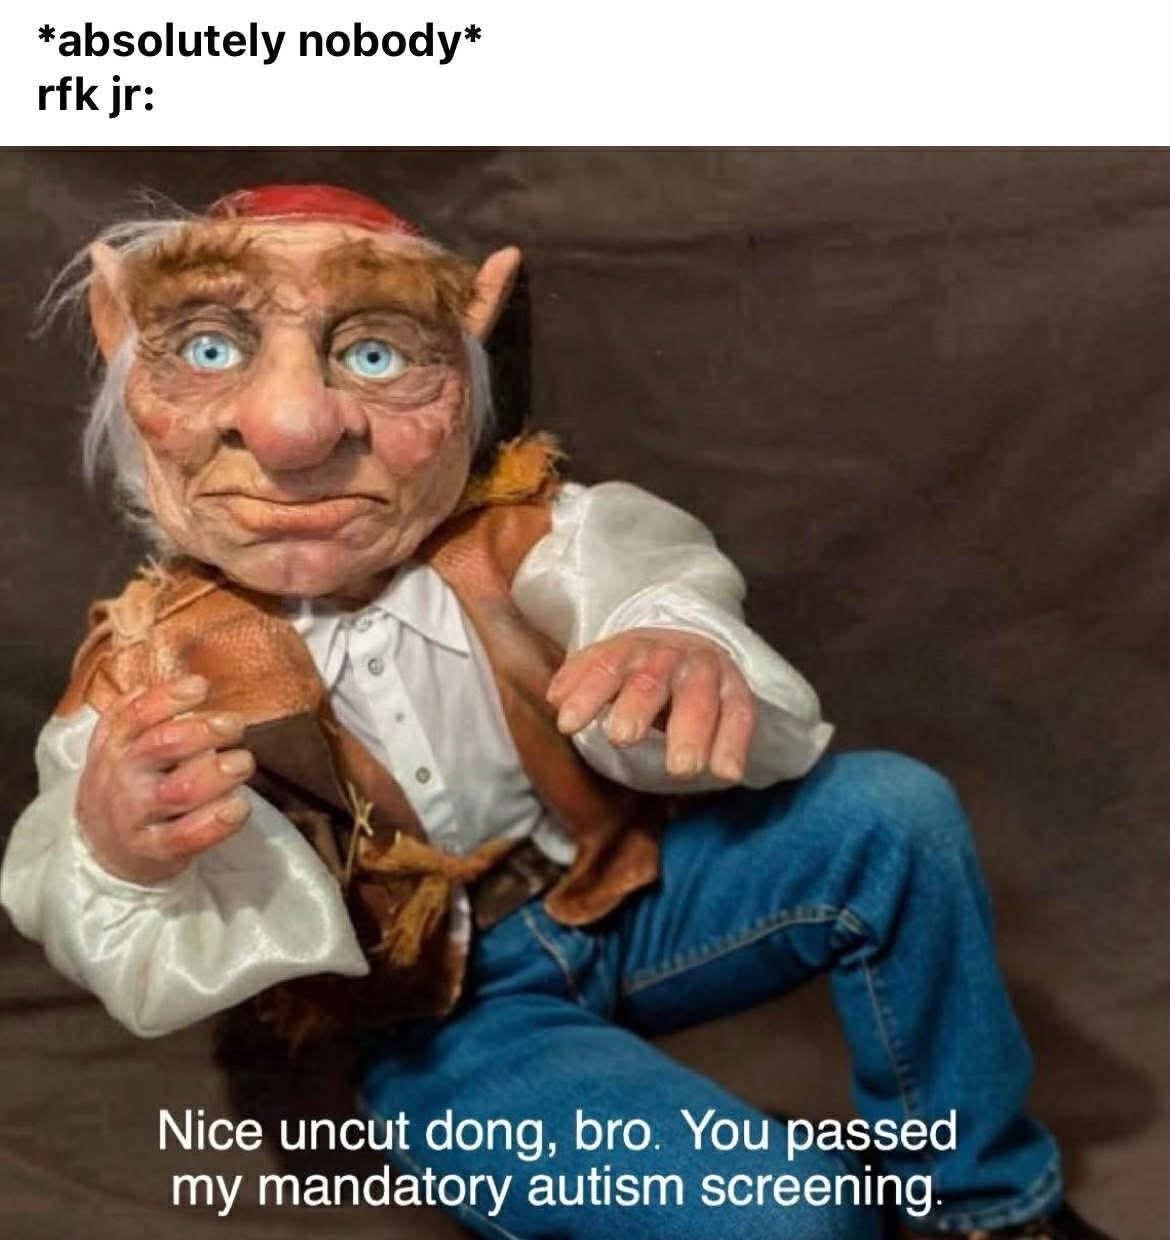 *absolutely nobody*
rfk jr:
Nice uncut dong, bro. You passed
my mandatory autism screening.